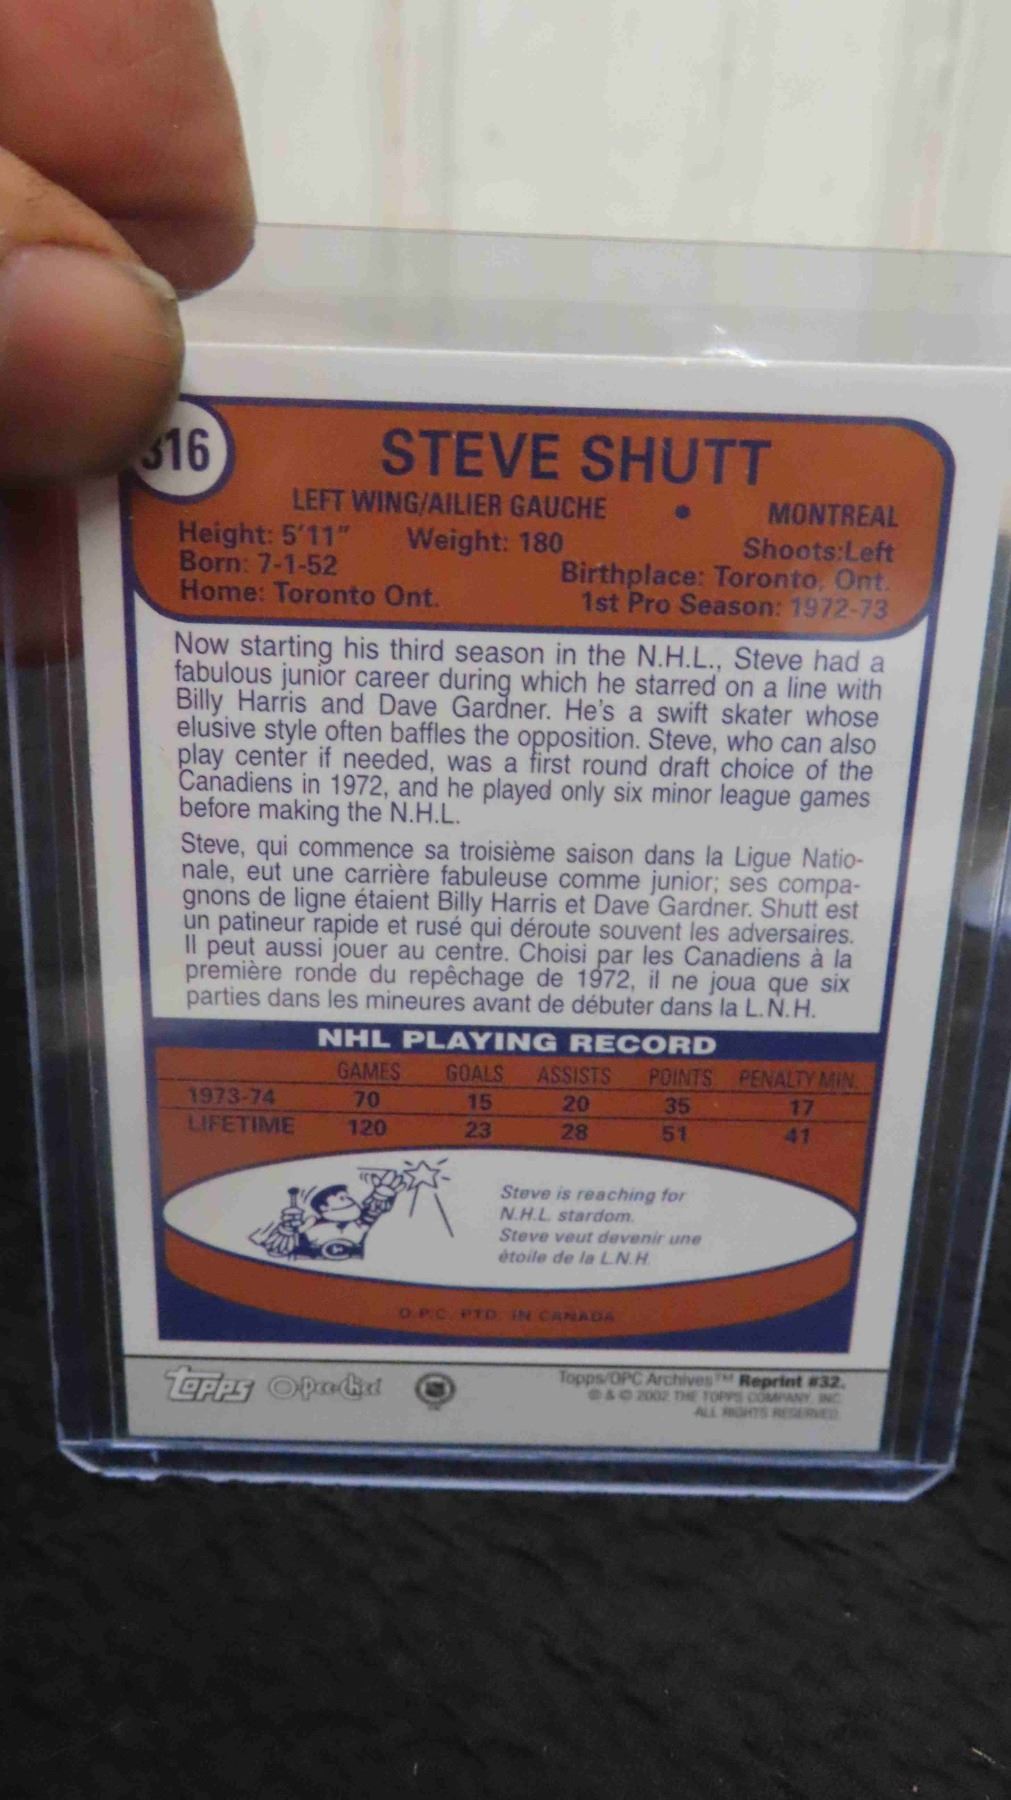 316
STEVE SHUTT
LEFT WING/AILIER GAUCHE • MONTREAL
Height: 5'11" Weight: 180 Shoots:Left
Born: 7-1-52 Birthplace: Toronto, Ont.
Home: Toronto Ont. 1st Pro Season: 1972-73
Now starting his third season in the N.H.L., Steve had a
fabulous junior career during which he starred on a line with
Billy Harris and Dave Gardner. He's a swift skater whose
elusive style often baffles the opposition. Steve, who can also
play center if needed, was a first round draft choice of the
Canadiens in 1972, and he played only six minor league games
before making the N.H.L.
Steve, qui commence sa troisième saison dans la Ligue Natio-
nale, eut une carrière fabuleuse comme junior; ses compa-
gnons de ligne étaient Billy Harris et Dave Gardner. Shutt est
un patineur rapide et rusé qui déroute souvent les adversaires.
Il peut aussi jouer au centre. Choisi par les Canadiens à la
première ronde du repêchage de 1972, il ne joua que six
parties dans les mineures avant de débuter dans la L.N.H.
NHL PLAYING RECORD
GAMES GOALS ASSISTS POINTS PENALTY MIN.
1973-74 70 15 20 35 17
LIFETIME 120 23 28 51 41
Steve is reaching for
N.H.L. stardom.
Steve veut devenir une
étoile de la L.N.H.
O.P.C. PTD. IN CANADA
Topps O-Pee-Chee
Topps/OPC Archives™ Reprint #32.
® & © 2002 THE TOPPS COMPANY, INC.
ALL RIGHTS RESERVED.